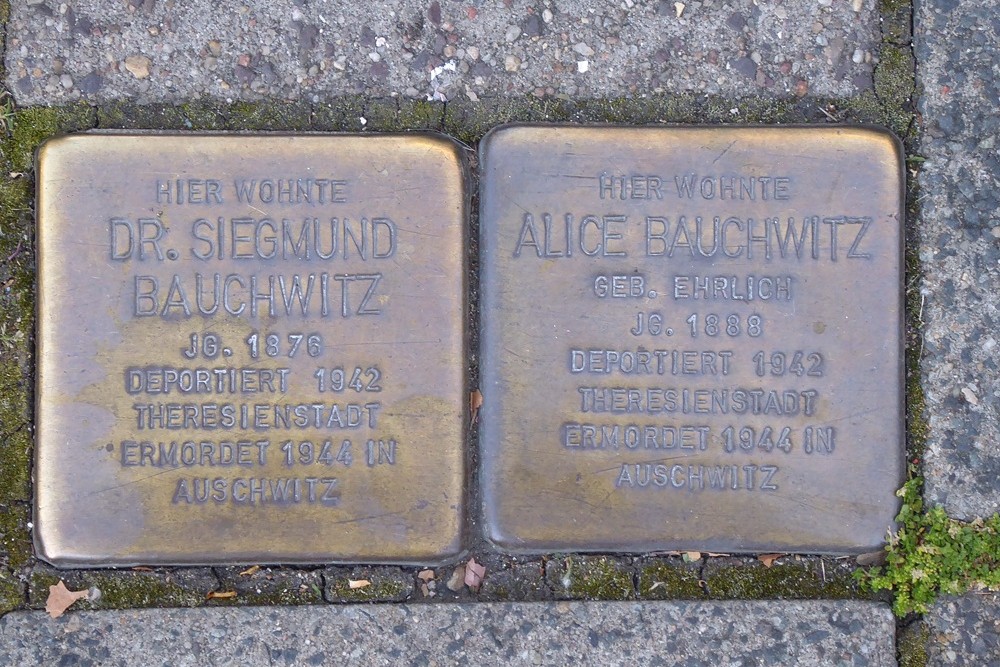 HIER WOHNTE
DR. SIEGMUND
BAUCHWITZ
JG. 1876
DEPORTIERT 1942
THERESIENSTADT
ERMORDET 1944 IN
AUSCHWITZ
HIER WOHNTE
ALICE BAUCHWITZ
GEB. EHRLICH
JG. 1888
DEPORTIERT 1942
THERESIENSTADT
ERMORDET 1944 IN
AUSCHWITZ